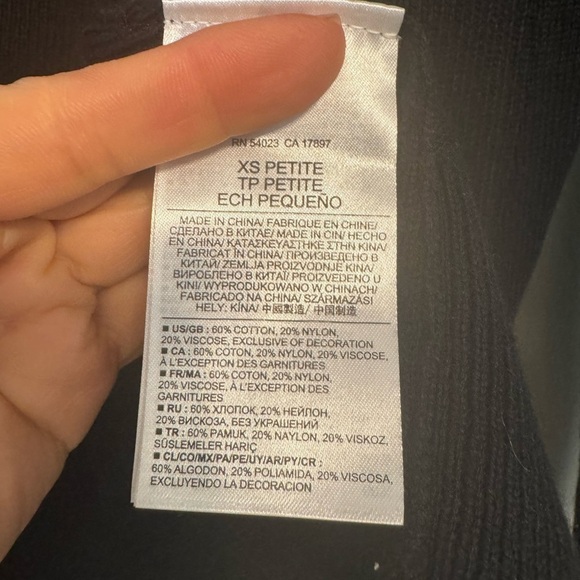 RN 54023 CA 17897
XS PETITE
TP PETITE
ECH PEQUEÑO
MADE IN CHINA/ FABRIQUE EN CHINE/
СДЕЛАНО В КИТАЕ/ MADE IN CIN/ HECHO
EN CHINA/ ΚΑΤΑΣΚΕΥΑΣΤΗΚΕ ΣΤΗΝ ΚΙΝΑ/
FABRICAT ÎN CHINA/ ПРОИЗВЕДЕНО В
КИТАЙ/ ZEMLJA PROIZVODNJE KINA/
ВИРОБЛЕНО В КИТАЇ/ PROIZVEDENO U
KINI/ WYPRODUKOWANO W CHINACH/
FABRICADO NA CHINA/ SZÁRMAZÁSI
HELY: KÍNA/ 中國製造/ 中国制造
■ US/GB : 60% COTTON, 20% NYLON,
20% VISCOSE, EXCLUSIVE OF DECORATION
■ CA : 60% COTON, 20% NYLON, 20% VISCOSE,
À L'EXCEPTION DES GARNITURES
■ FR/MA : 60% COTON, 20% NYLON,
20% VISCOSE, À L'EXCEPTION DES
GARNITURES
■ RU : 60% ХЛОПОК, 20% НЕЙЛОН,
20% ВИСКОЗА, БЕЗ УКРАШЕНИЙ
■ TR : 60% PAMUK, 20% NAYLON, 20% VISKOZ,
SÜSLEMELER HARİÇ
■ CL/CO/MX/PA/PE/UY/AR/PY/CR :
60% ALGODON, 20% POLIAMIDA, 20% VISCOSA,
EXCLUYENDO LA DECORACION